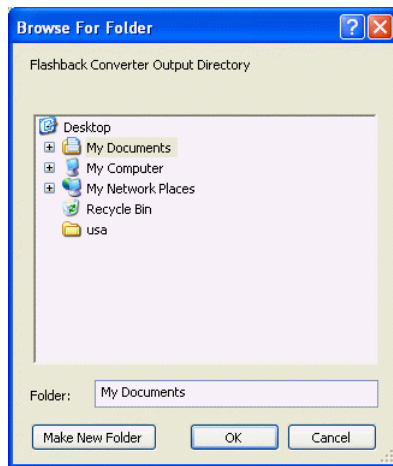 Browse For Folder
Flashback Converter Output Directory
Desktop
My Documents
My Computer
My Network Places
Recycle Bin
usa
Folder: My Documents
Make New Folder OK Cancel